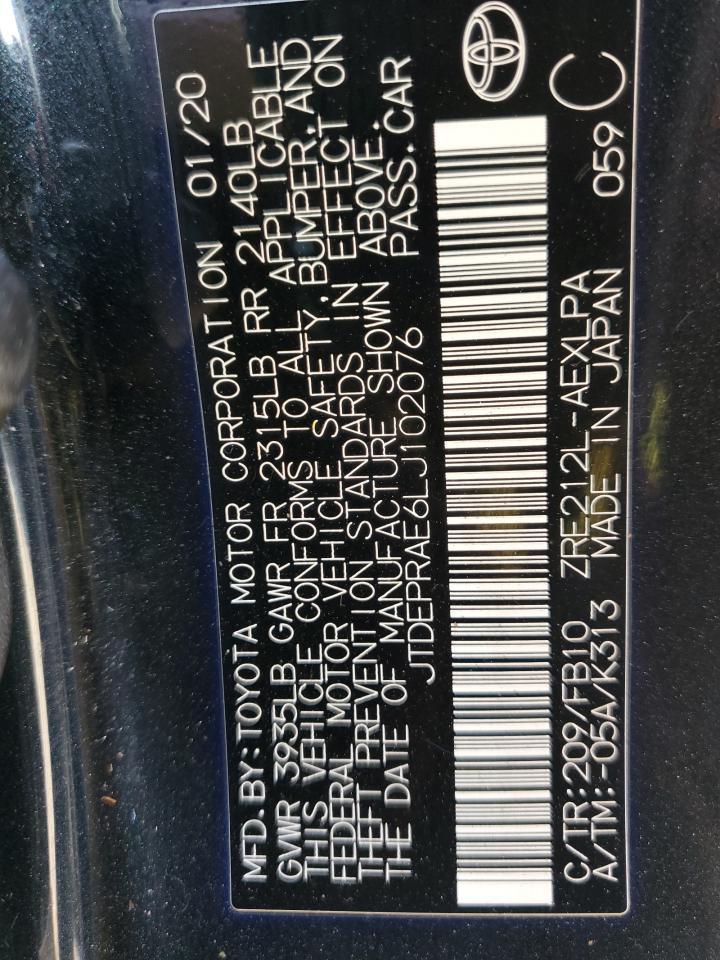 MFD.BY:TOYOTA MOTOR CORPORATION 01/20
GVWR 3935LB GAWR FR 2315LB RR 2140LB
THIS VEHICLE CONFORMS TO ALL APPLICABLE
FEDERAL MOTOR VEHICLE SAFETY, BUMPER, AND
THEFT PREVENTION STANDARDS IN EFFECT ON
THE DATE OF MANUFACTURE SHOWN ABOVE.
JTDEPRAE6LJ102076 PASS.CAR
C/TR:209/FB10 ZRE212L-AEXLPA 059
A/TM:-05A/K313 MADE IN JAPAN C